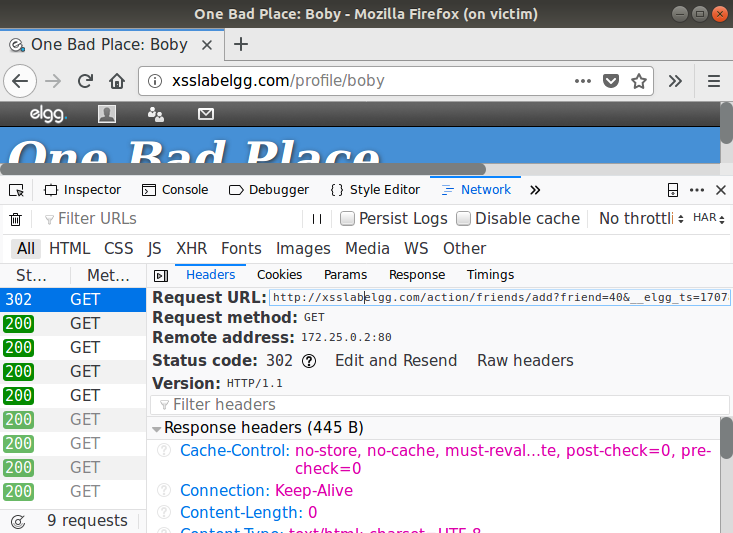 One Bad Place: Boby - Mozilla Firefox (on victim)
One Bad Place: Boby
xsslabelgg.com/profile/boby
elgg.
One Bad Place
Inspector Console Debugger Style Editor Network
Filter URLs Persist Logs Disable cache No throttli HAR
All HTML CSS JS XHR Fonts Images Media WS Other
St... Met... Headers Cookies Params Response Timings
302 GET Request URL: http://xsslabelgg.com/action/friends/add?friend=40&__elgg_ts=1707
200 GET Request method: GET
200 GET Remote address: 172.25.0.2:80
200 GET Status code: 302 Edit and Resend Raw headers
200 GET Version: HTTP/1.1
200 GET Filter headers
200 GET Response headers (445 B)
200 GET Cache-Control: no-store, no-cache, must-reval...te, post-check=0, pre-
check=0
200 GET Connection: Keep-Alive
Content-Length: 0
9 requests Content-Type: text/html; charset=UTF-8